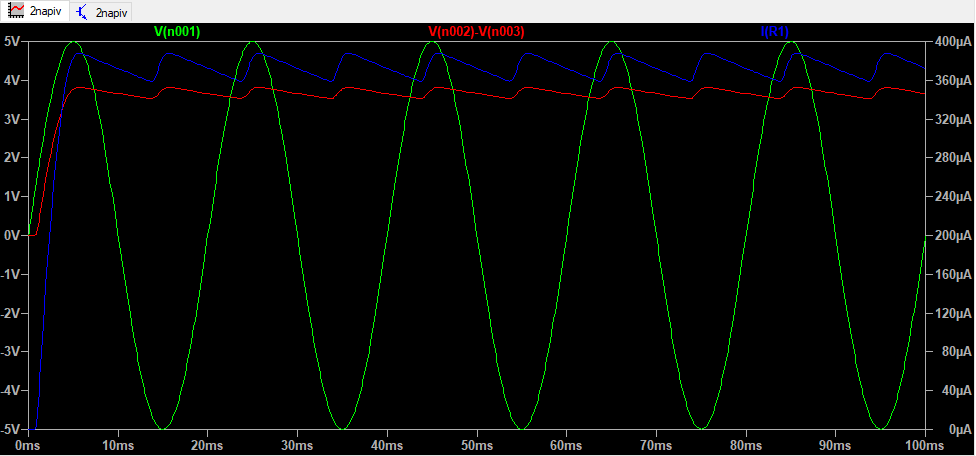 2napiv 2napiv
V(n001) V(n002)-V(n003) I(R1)
5V 400µA
4V 360µA
3V 320µA
2V 280µA
1V 240µA
0V 200µA
-1V 160µA
-2V 120µA
-3V 80µA
-4V 40µA
-5V 0µA
0ms 10ms 20ms 30ms 40ms 50ms 60ms 70ms 80ms 90ms 100ms